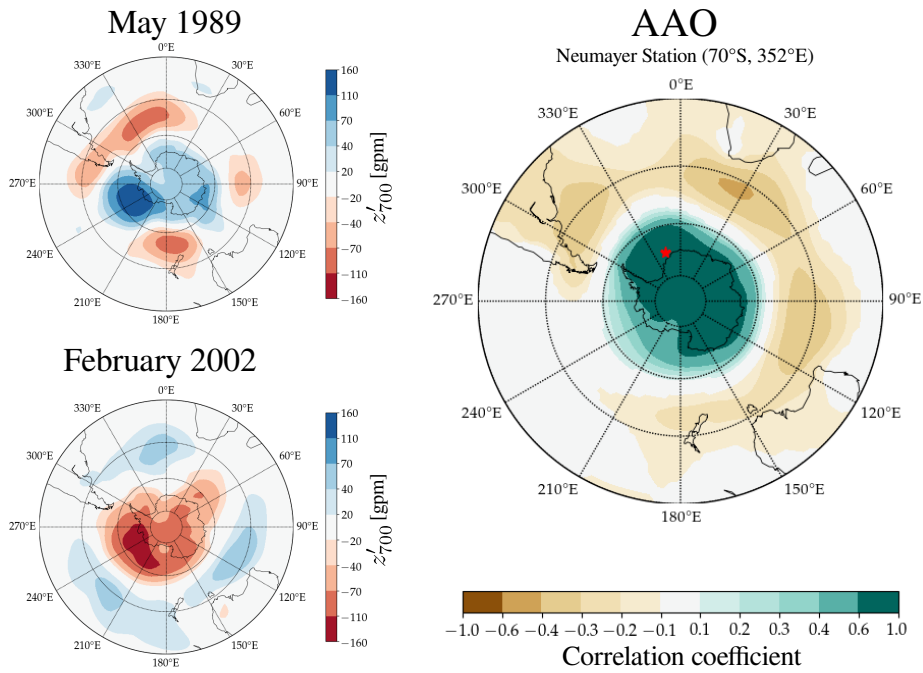 May 1989
0°E
330°E
30°E
300°E
60°E
270°E
90°E
240°E
120°E
210°E
150°E
180°E
160
110
70
40
20
−20
−40
−70
−110
−160
z′700 [gpm]
February 2002
0°E
330°E
30°E
300°E
60°E
270°E
90°E
240°E
120°E
210°E
150°E
180°E
160
110
70
40
20
−20
−40
−70
−110
−160
z′700 [gpm]
AAO
Neumayer Station (70°S, 352°E)
0°E
330°E
30°E
300°E
60°E
270°E
90°E
240°E
120°E
210°E
150°E
180°E
−1.0 −0.6 −0.4 −0.3 −0.2 −0.1 0.1 0.2 0.3 0.4 0.6 1.0
Correlation coefficient